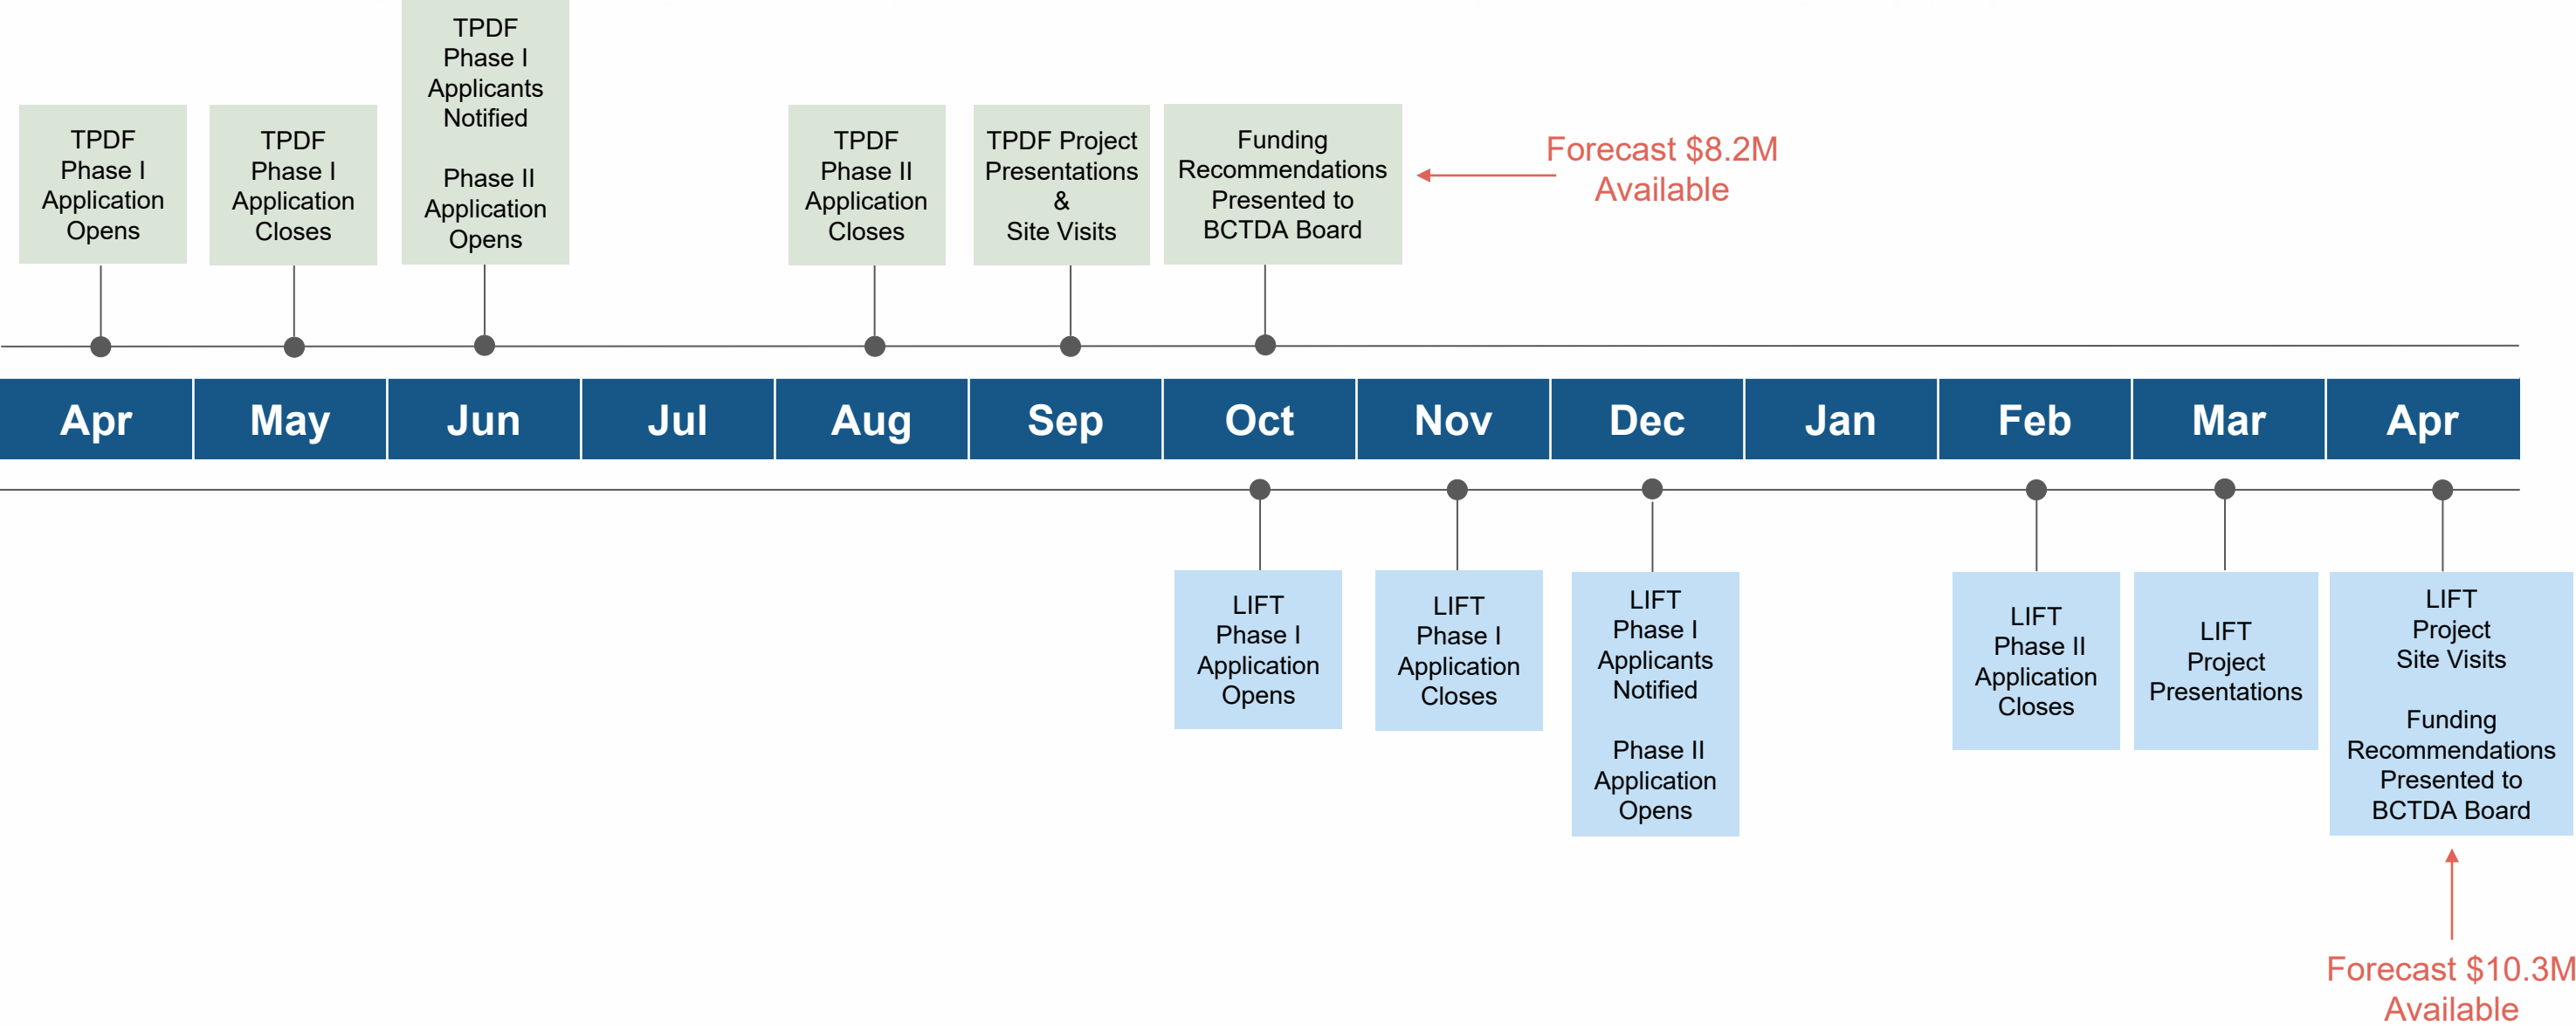 TPDF
Phase I
Application
Opens
TPDF
Phase I
Application
Closes
TPDF
Phase I
Applicants
Notified
Phase II
Application
Opens
TPDF
Phase II
Application
Closes
TPDF Project
Presentations
&
Site Visits
Funding
Recommendations
Presented to
BCTDA Board
Forecast $8.2M
Available
Apr
May
Jun
Jul
Aug
Sep
Oct
Nov
Dec
Jan
Feb
Mar
Apr
LIFT
Phase I
Application
Opens
LIFT
Phase I
Application
Closes
LIFT
Phase I
Applicants
Notified
Phase II
Application
Opens
LIFT
Phase II
Application
Closes
LIFT
Project
Presentations
LIFT
Project
Site Visits
Funding
Recommendations
Presented to
BCTDA Board
Forecast $10.3M
Available